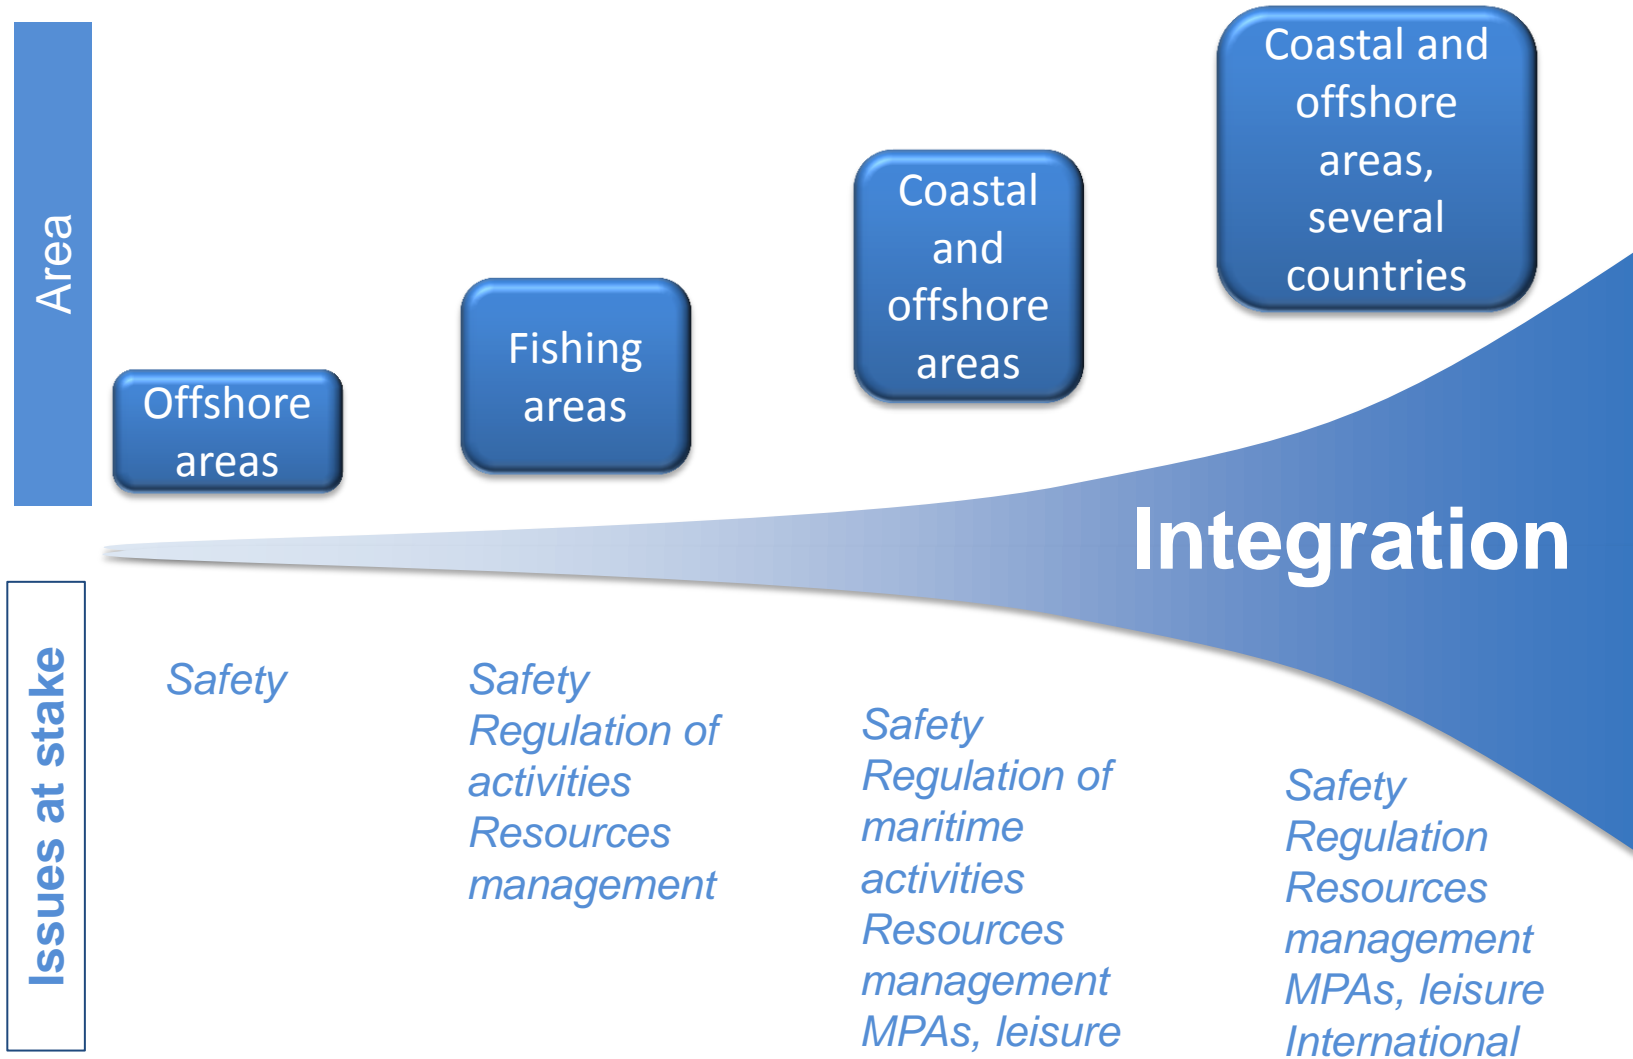 Area
Offshore
areas
Fishing
areas
Coastal
and
offshore
areas
Coastal and
offshore
areas,
several
countries
Integration
Issues at stake
Safety
Safety
Regulation of
activities
Resources
management
Safety
Regulation of
maritime
activities
Resources
management
MPAs, leisure
Safety
Regulation
Resources
management
MPAs, leisure
International